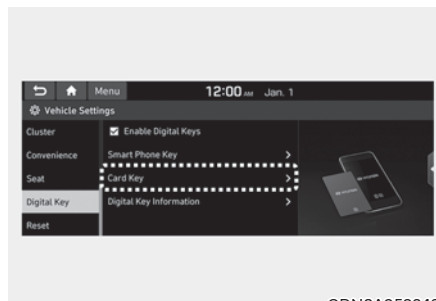 Menu 12:00 AM Jan. 1
Vehicle Settings
Cluster
Enable Digital Keys
Convenience
Smart Phone Key
Seat
Card Key
Digital Key
Digital Key Information
Reset